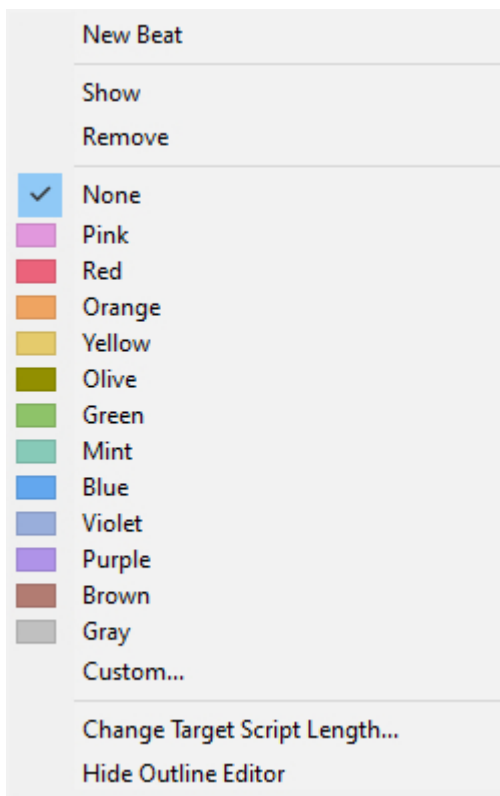 New Beat
Show
Remove
None
Pink
Red
Orange
Yellow
Olive
Green
Mint
Blue
Violet
Purple
Brown
Gray
Custom...
Change Target Script Length...
Hide Outline Editor